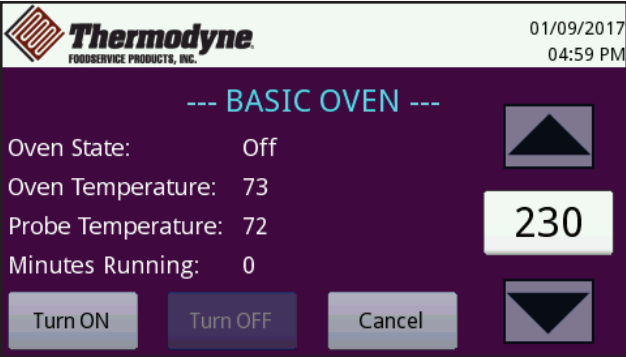 Thermodyne
FOODSERVICE PRODUCTS, INC.
01/09/2017
04:59 PM
--- BASIC OVEN ---
Oven State: Off
Oven Temperature: 73
Probe Temperature: 72
Minutes Running: 0
230
Turn ON
Turn OFF
Cancel